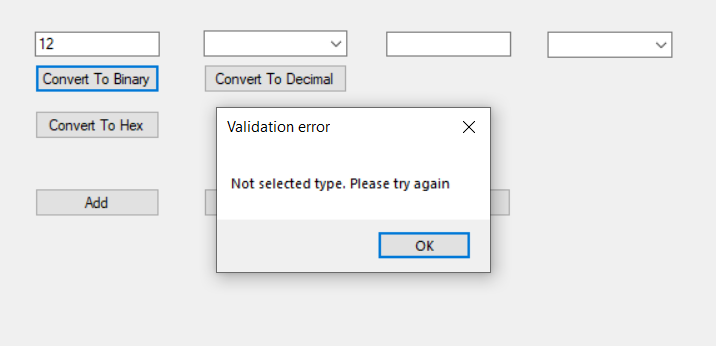 12
Convert To Binary
Convert To Decimal
Convert To Hex
Validation error
Not selected type. Please try again
Add
OK